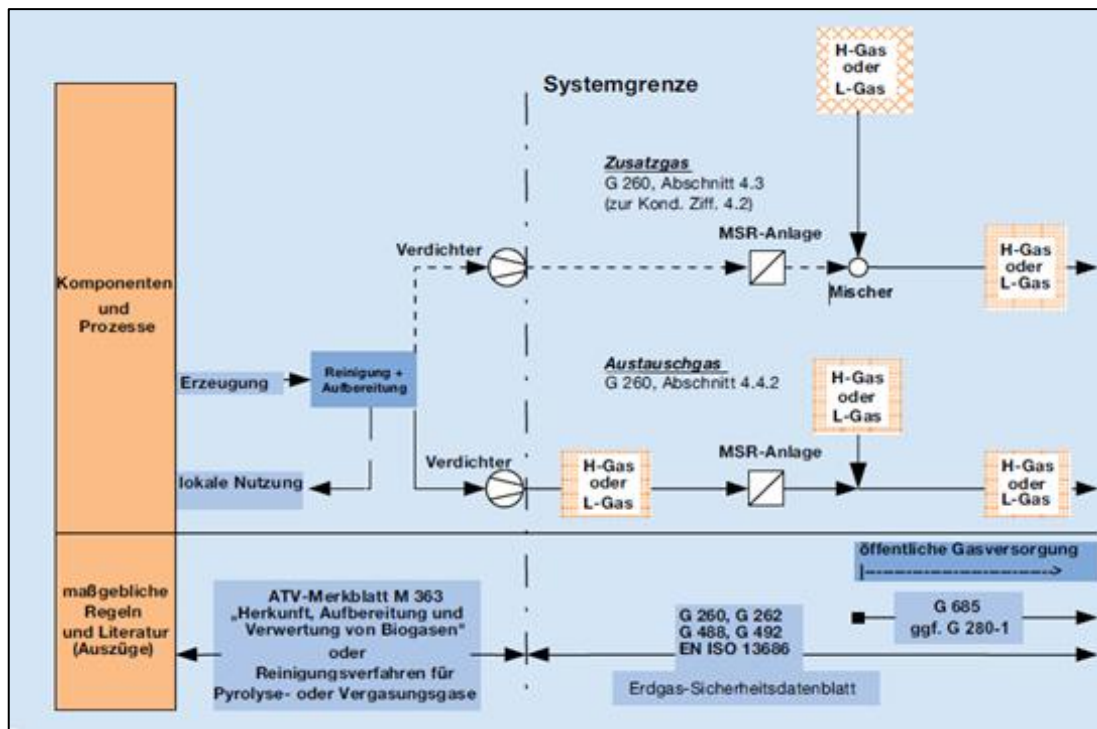 Systemgrenze
H-Gas
oder
L-Gas
Zusatzgas
G 260, Abschnitt 4.3
(zur Kond. Ziff. 4.2)
Verdichter
MSR-Anlage
Mischer
H-Gas
oder
L-Gas
Komponenten
und
Prozesse
Erzeugung
Reinigung +
Aufbereitung
lokale Nutzung
Austauschgas
G 260, Abschnitt 4.4.2
H-Gas
oder
L-Gas
Verdichter
H-Gas
oder
L-Gas
MSR-Anlage
H-Gas
oder
L-Gas
maßgebliche
Regeln
und Literatur
(Auszüge)
ATV-Merkblatt M 363
„Herkunft, Aufbereitung und
Verwertung von Biogasen"
oder
Reinigungsverfahren für
Pyrolyse- oder Vergasungsgase
G 260, G 262
G 488, G 492
EN ISO 13686
Erdgas-Sicherheitsdatenblatt
öffentliche Gasversorgung
G 685
ggf. G 280-1